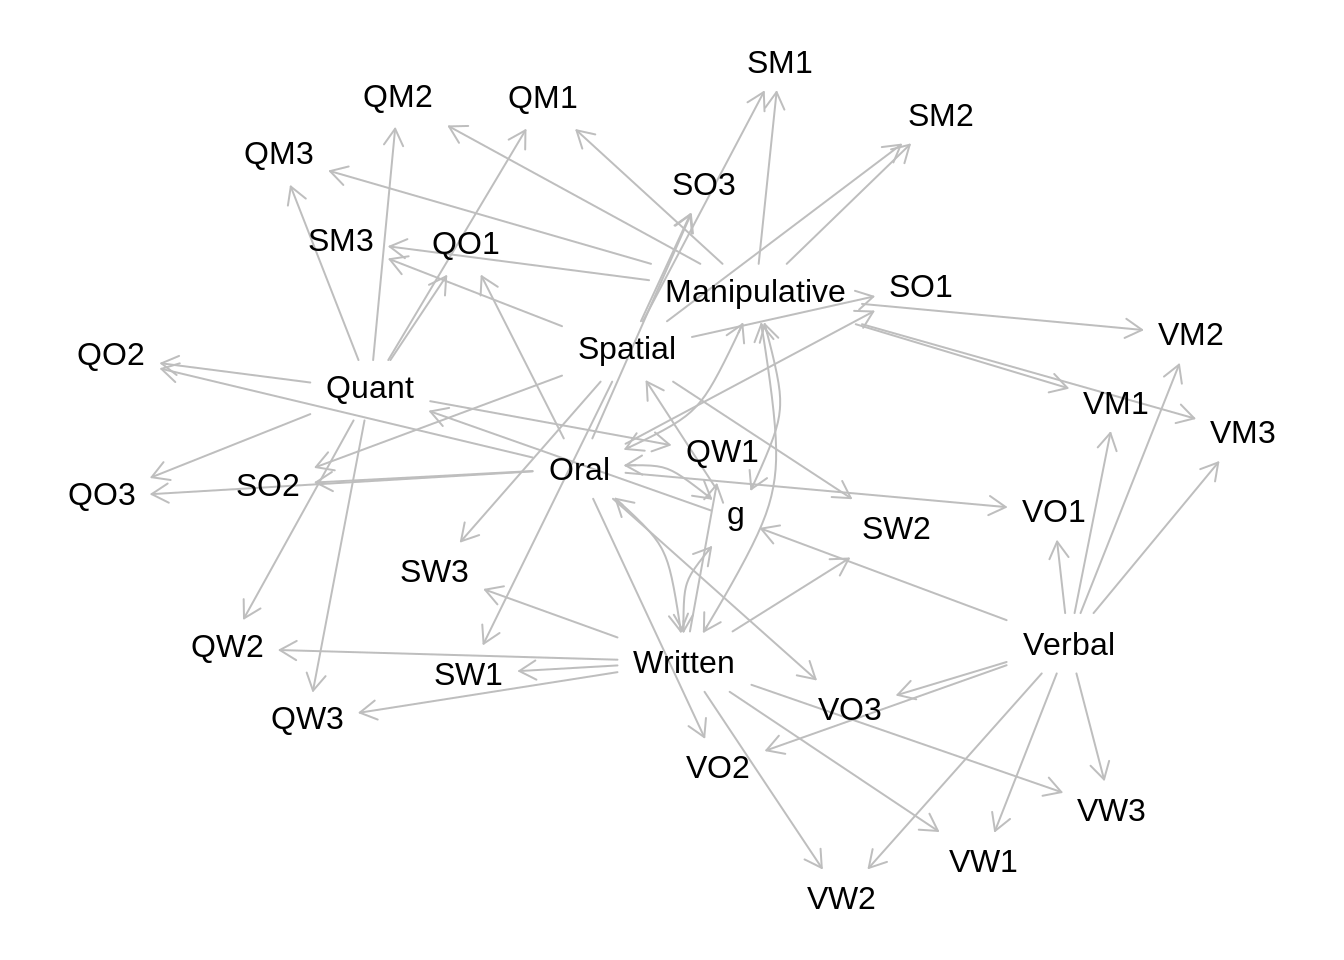 SM1
QM2
QM1
SM2
QM3
SO3
SM3
QO1
SO1
Manipulative
VM2
QO2
Spatial
Quant
VM1
VM3
QW1
Oral
SO2
QO3
g
VO1
SW2
SW3
QW2
Verbal
Written
SW1
VO3
QW3
VO2
VW3
VW1
VW2